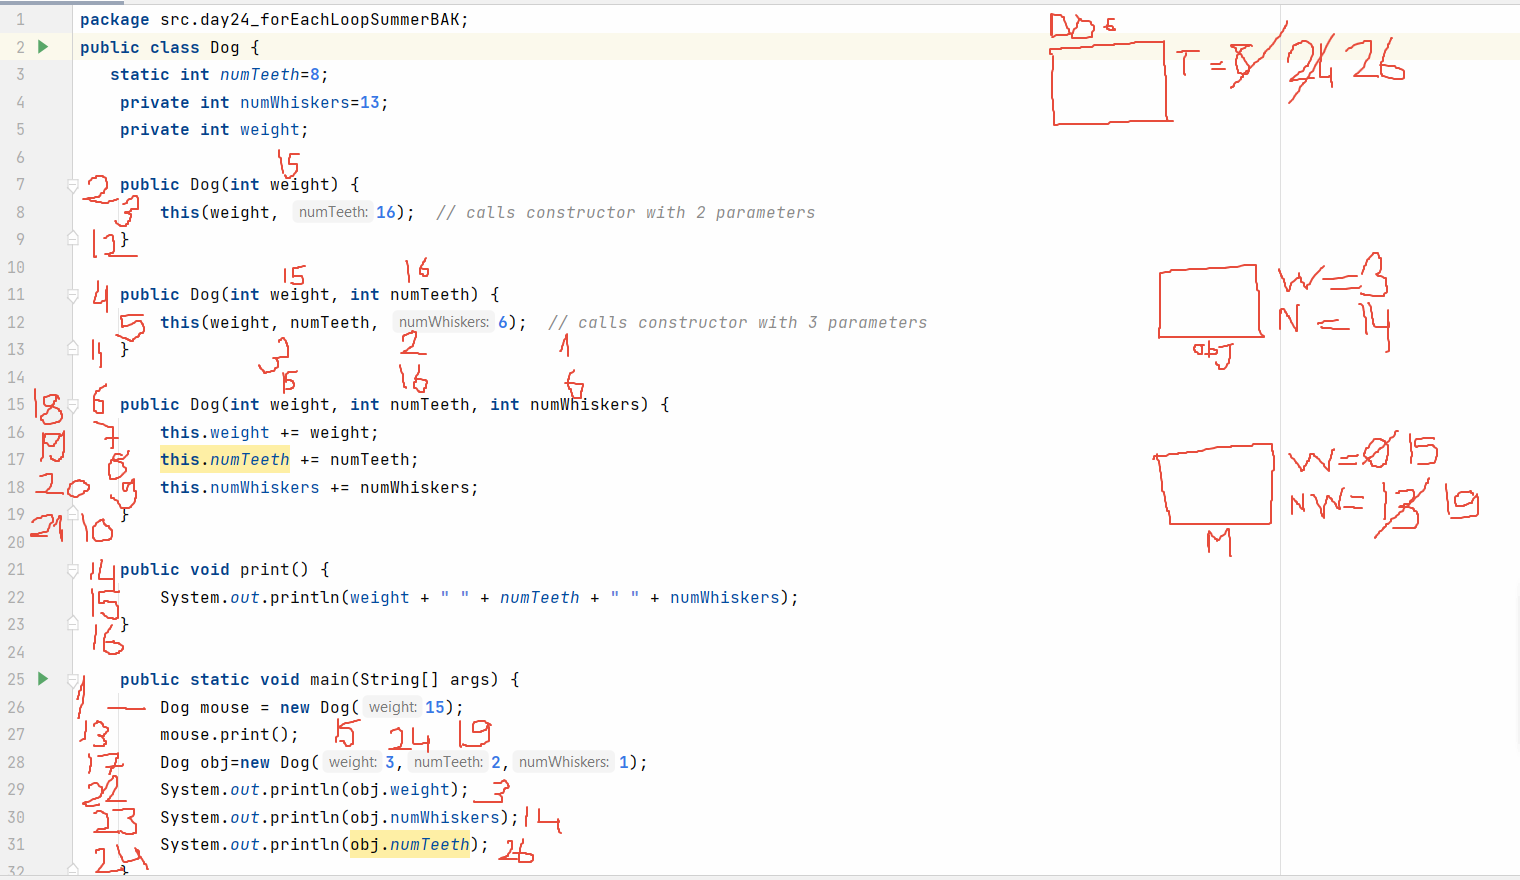 1 package src.day24_forEachLoopSummerBAK; DOG
2 public class Dog { T = 8 24 26
3 static int numTeeth=8;
4 private int numWhiskers=13;
5 private int weight;
6 15
7 2 public Dog(int weight) {
8 3 this(weight, numTeeth: 16); // calls constructor with 2 parameters
9 12 }
10 15 16
11 4 public Dog(int weight, int numTeeth) { W = 3
12 5 this(weight, numTeeth, numWhiskers: 6); // calls constructor with 3 parameters N = 14
13 11 } 3 2 1 obj
14 15 16 6
15 18 6 public Dog(int weight, int numTeeth, int numWhiskers) {
16 19 7 this.weight += weight; W = 0 15
17 8 this.numTeeth += numTeeth;
18 20 9 this.numWhiskers += numWhiskers; NW = 13 19
19 21 10 }
20 M
21 14 public void print() {
22 15 System.out.println(weight + " " + numTeeth + " " + numWhiskers);
23 16 }
24
25 public static void main(String[] args) {
26 1 Dog mouse = new Dog( weight: 15);
27 13 mouse.print(); 15 24 19
28 17 Dog obj=new Dog( weight: 3, numTeeth: 2, numWhiskers: 1);
29 22 System.out.println(obj.weight); 3
30 23 System.out.println(obj.numWhiskers); 14
31 System.out.println(obj.numTeeth); 26
32 24 }